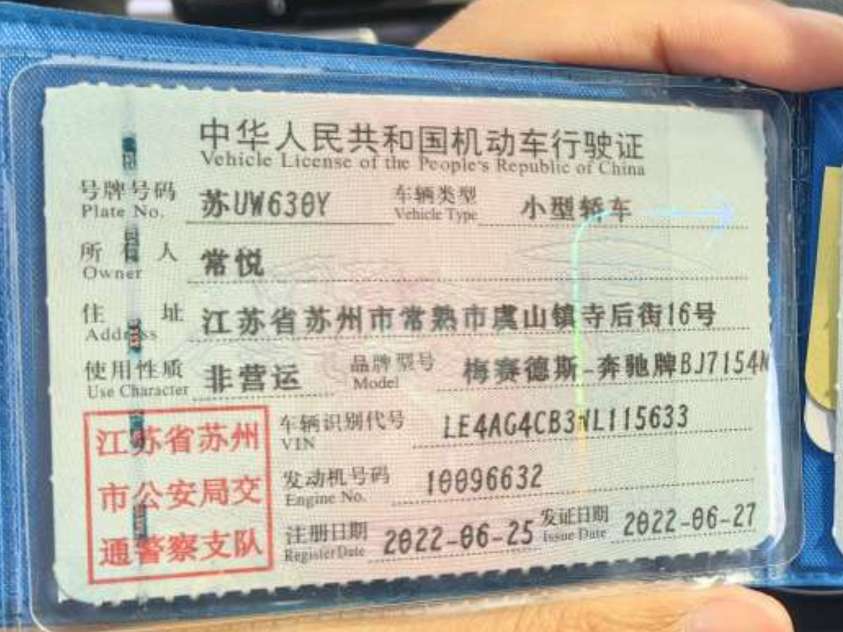 中华人民共和国机动车行驶证
Vehicle License of the People's Republic of China
号牌号码 苏UW630Y 车辆类型 小型轿车
Plate No. Vehicle Type
所有人 常悦
Owner
住址 江苏省苏州市常熟市虞山镇寺后街16号
Address
使用性质 非营运 品牌型号 梅赛德斯-奔驰牌BJ7154
Use Character Model
江苏省苏州
市公安局交
通警察支队
车辆识别代号
VIN
发动机号码 10096632
Engine No.
注册日期 2022-06-25 发证日期 2022-06-27
Register Date Issue Date